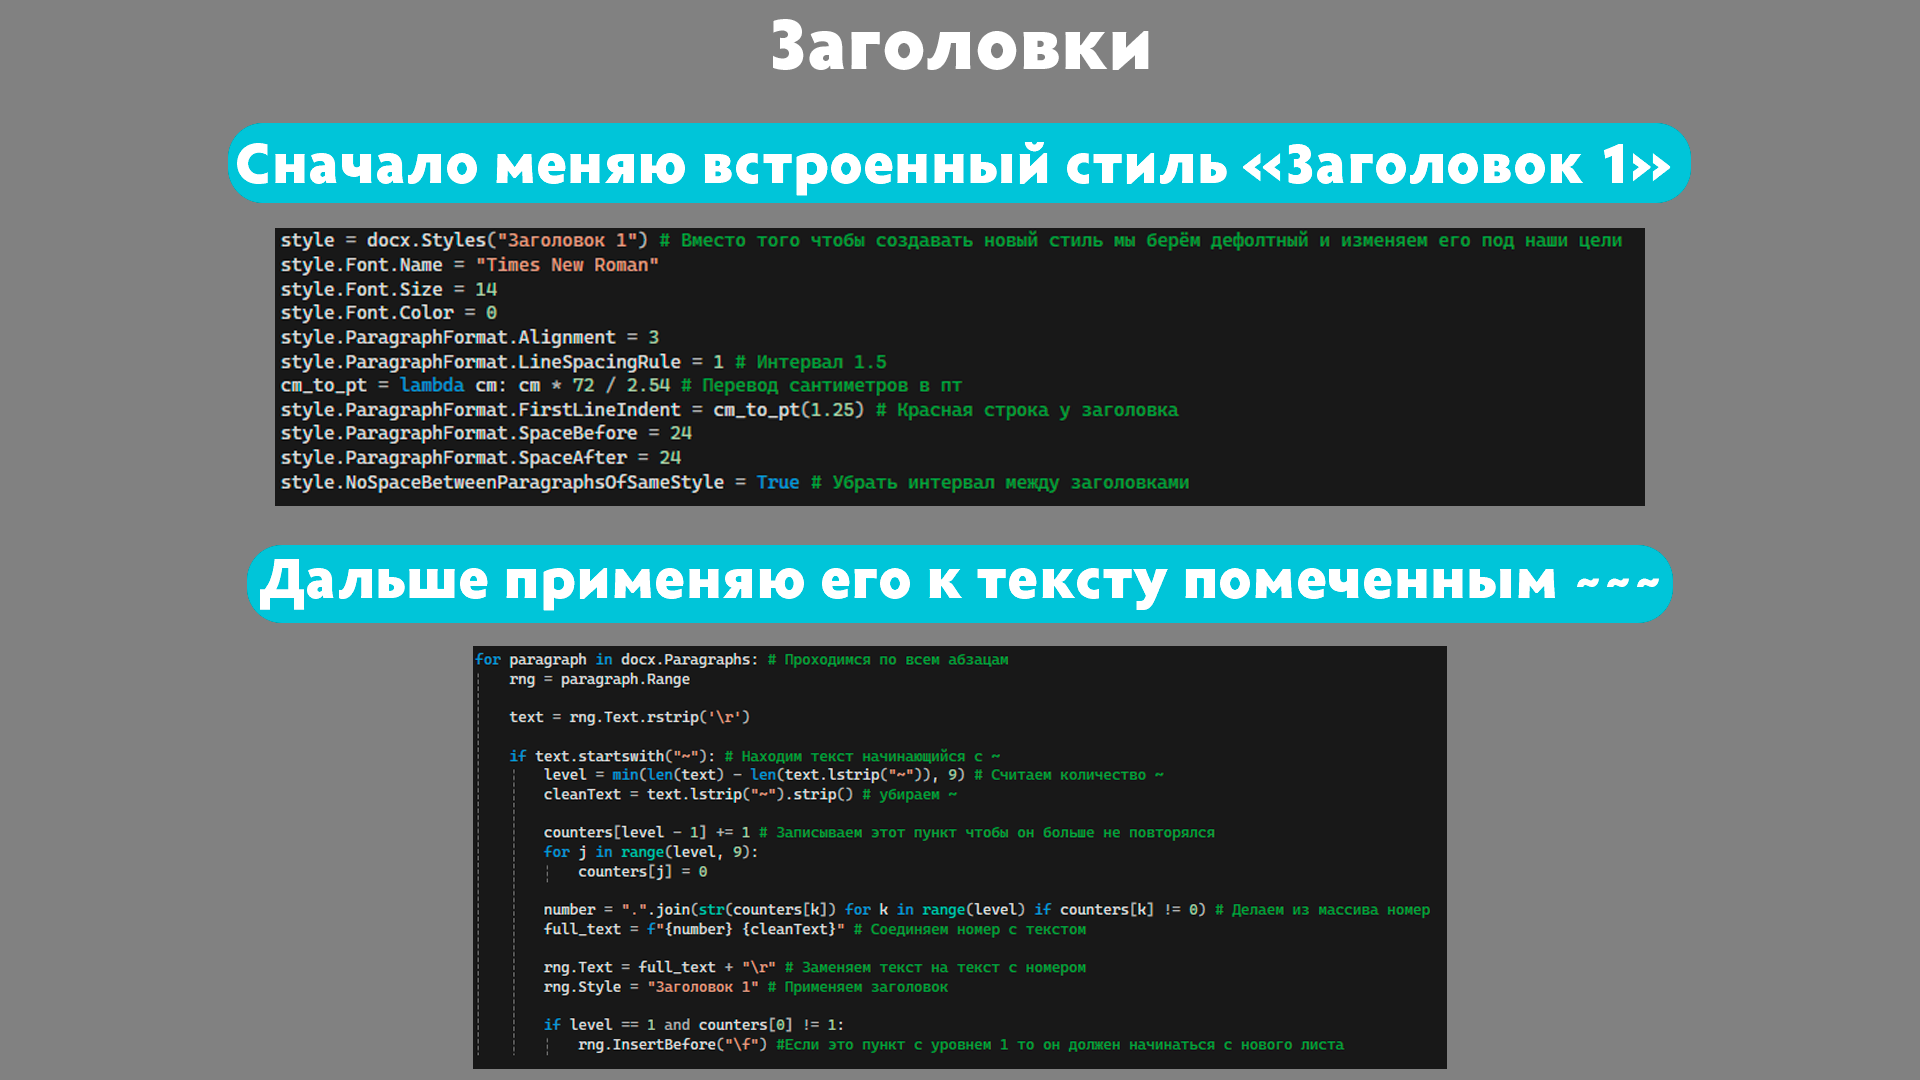 Заголовки
Сначало меняю встроенный стиль «Заголовок 1»
style = docx.Styles("Заголовок 1") # Вместо того чтобы создавать новый стиль мы берём дефолтный и изменяем его под наши цели
style.Font.Name = "Times New Roman"
style.Font.Size = 14
style.Font.Color = 0
style.ParagraphFormat.Alignment = 3
style.ParagraphFormat.LineSpacingRule = 1 # Интервал 1.5
cm_to_pt = lambda cm: cm * 72 / 2.54 # Перевод сантиметров в пт
style.ParagraphFormat.FirstLineIndent = cm_to_pt(1.25) # Красная строка у заголовка
style.ParagraphFormat.SpaceBefore = 24
style.ParagraphFormat.SpaceAfter = 24
style.NoSpaceBetweenParagraphsOfSameStyle = True # Убрать интервал между заголовками
Дальше применяю его к тексту помеченным ~~~
for paragraph in docx.Paragraphs: # Проходимся по всем абзацам
    rng = paragraph.Range
    text = rng.Text.rstrip('\r')
    if text.startswith("~"): # Находим текст начинающийся с ~
        level = min(len(text) - len(text.lstrip("~")), 9) # Считаем количество ~
        cleanText = text.lstrip("~").strip() # убираем ~
        counters[level - 1] += 1 # Записываем этот пункт чтобы он больше не повторялся
        for j in range(level, 9):
            counters[j] = 0
        number = ".".join(str(counters[k]) for k in range(level) if counters[k] != 0) # Делаем из массива номер
        full_text = f"{number} {cleanText}" # Соединяем номер с текстом
        rng.Text = full_text + "\r" # Заменяем текст на текст с номером
        rng.Style = "Заголовок 1" # Применяем заголовок
        if level == 1 and counters[0] != 1:
            rng.InsertBefore("\f") #Если это пункт с уровнем 1 то он должен начинаться с нового листа